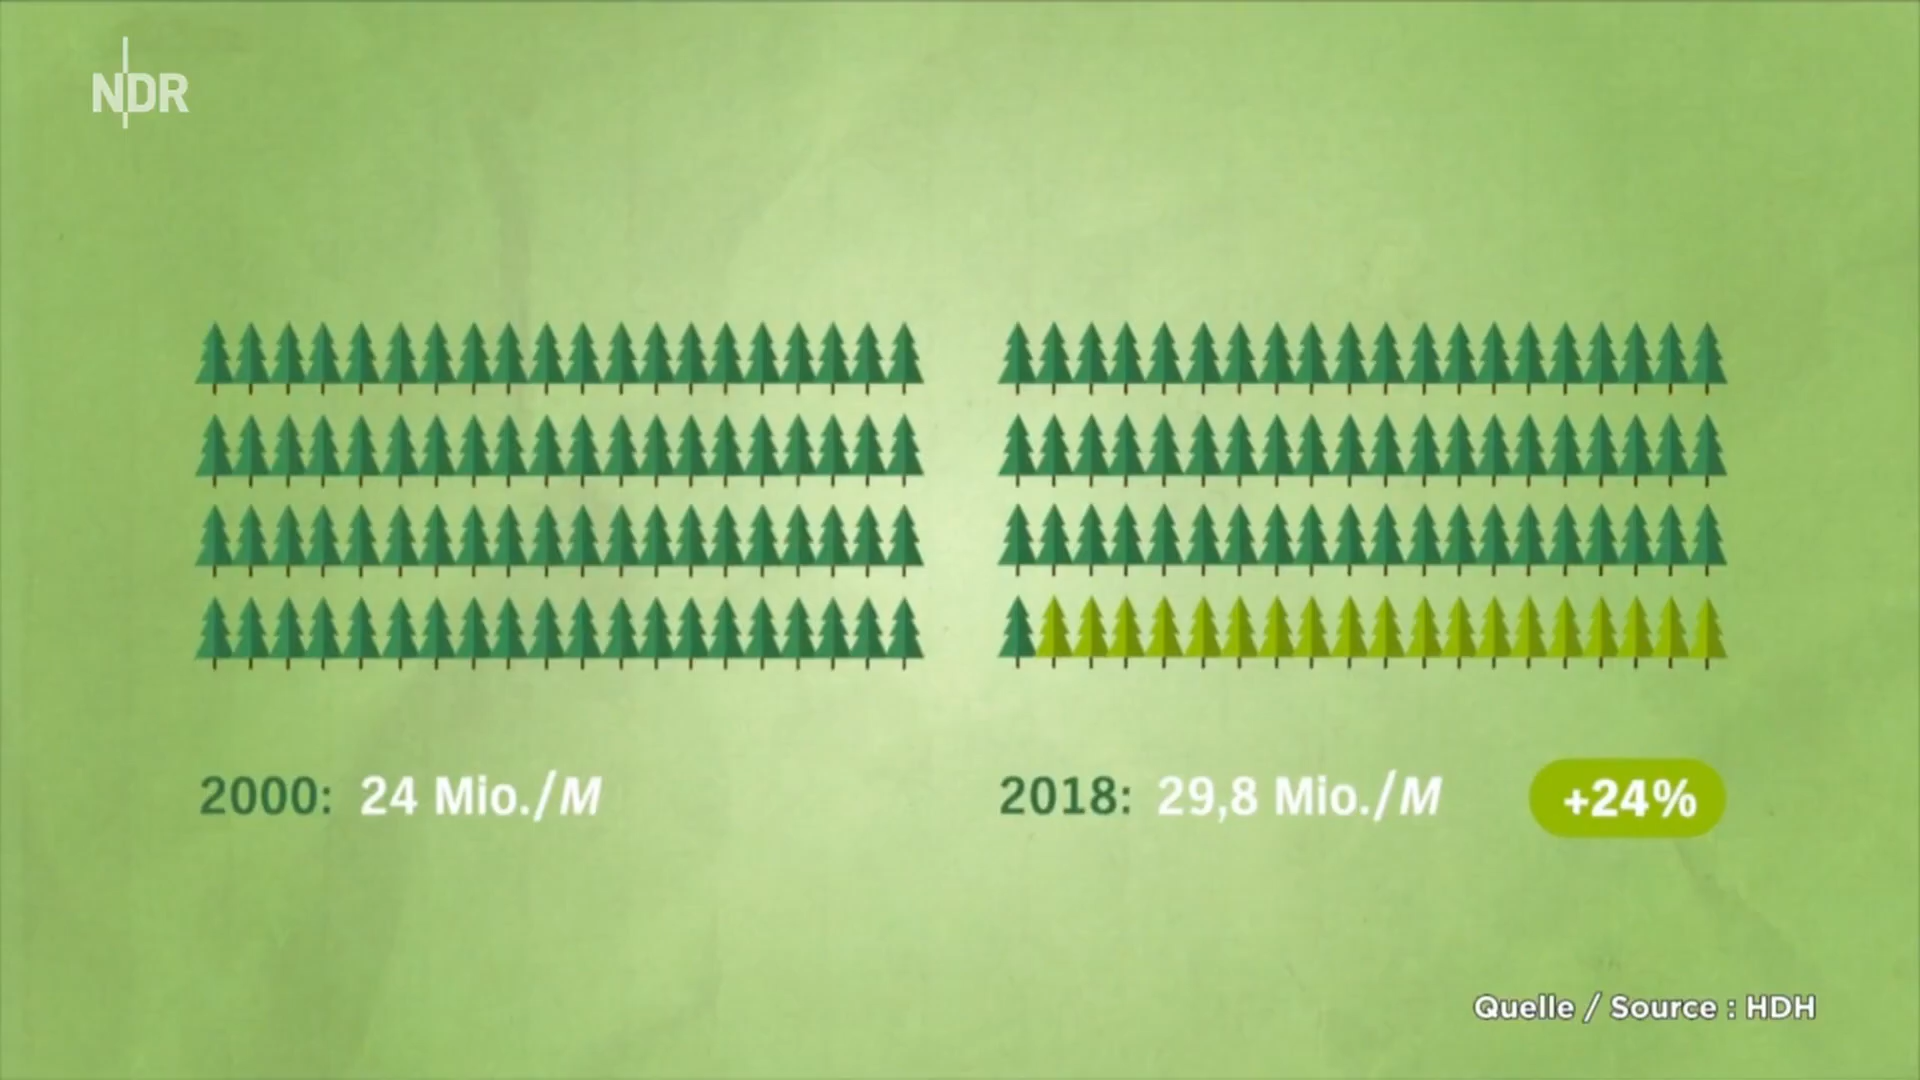 NDR
2000: 24 Mio./M
2018: 29,8 Mio./M
+24%
Quelle / Source : HDH